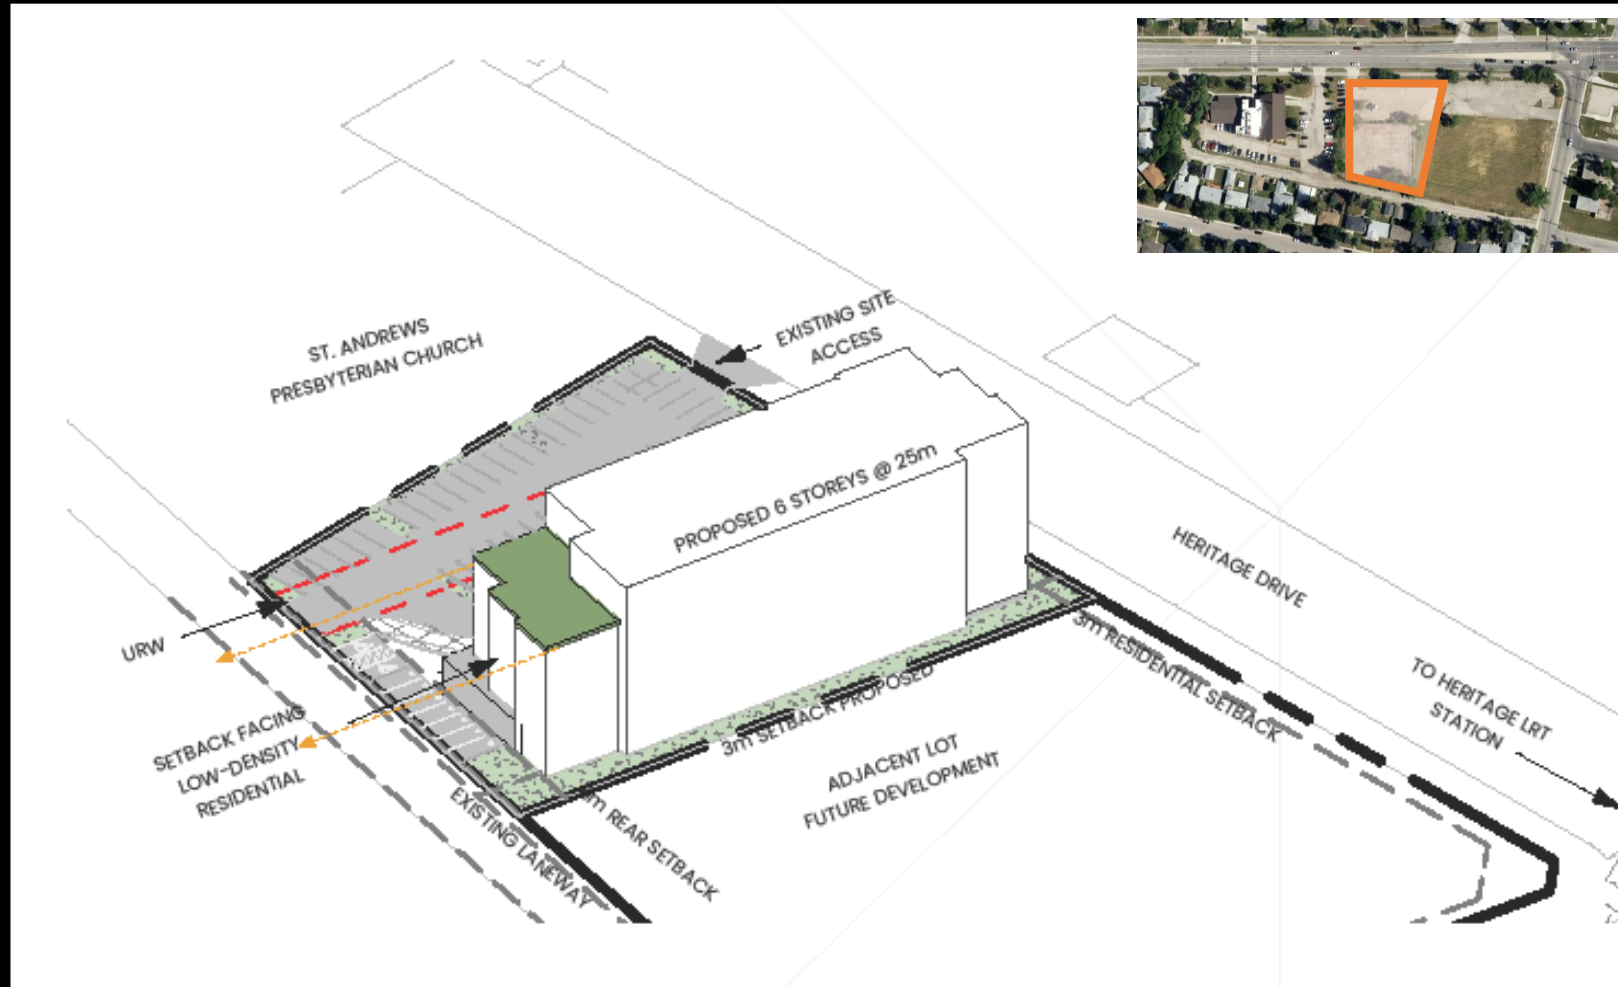 ST. ANDREWS
PRESBYTERIAN CHURCH
EXISTING SITE
ACCESS
PROPOSED 6 STOREYS @ 25m
HERITAGE DRIVE
URW
3m RESIDENTIAL SETBACK
TO HERITAGE LRT
STATION
SETBACK FACING
LOW-DENSITY
RESIDENTIAL
3m SETBACK PROPOSED
ADJACENT LOT
FUTURE DEVELOPMENT
EXISTING LANEWAY
m REAR SETBACK